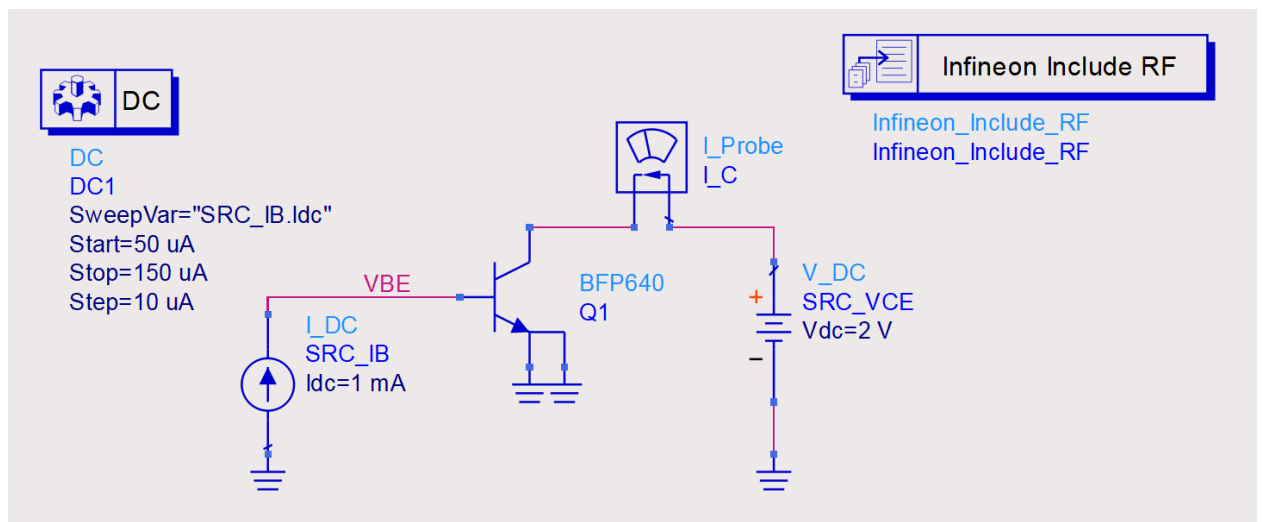 DC
DC
DC1
SweepVar="SRC_IB.Idc"
Start=50 uA
Stop=150 uA
Step=10 uA
Infineon Include RF
Infineon_Include_RF
Infineon_Include_RF
I_Probe
I_C
VBE
BFP640
Q1
I_DC
SRC_IB
Idc=1 mA
+
V_DC
SRC_VCE
Vdc=2 V
−